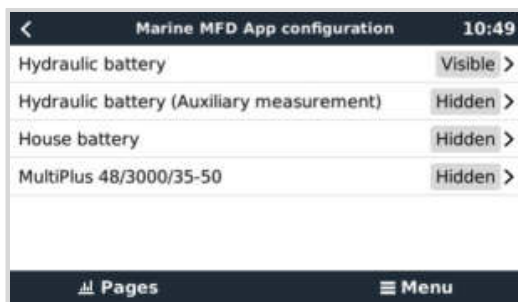 Marine MFD App configuration 10:49
Hydraulic battery Visible
Hydraulic battery (Auxiliary measurement) Hidden
House battery Hidden
MultiPlus 48/3000/35-50 Hidden
Pages Menu